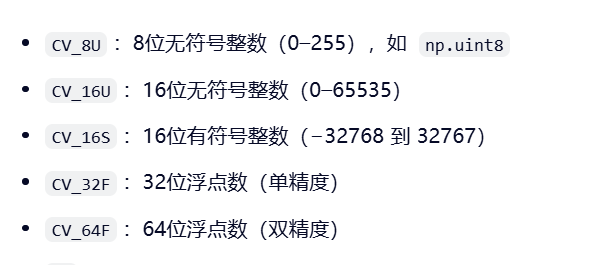 • CV_8U：8位无符号整数（0–255），如 np.uint8
• CV_16U：16位无符号整数（0–65535）
• CV_16S：16位有符号整数（−32768 到 32767）
• CV_32F：32位浮点数（单精度）
• CV_64F：64位浮点数（双精度）